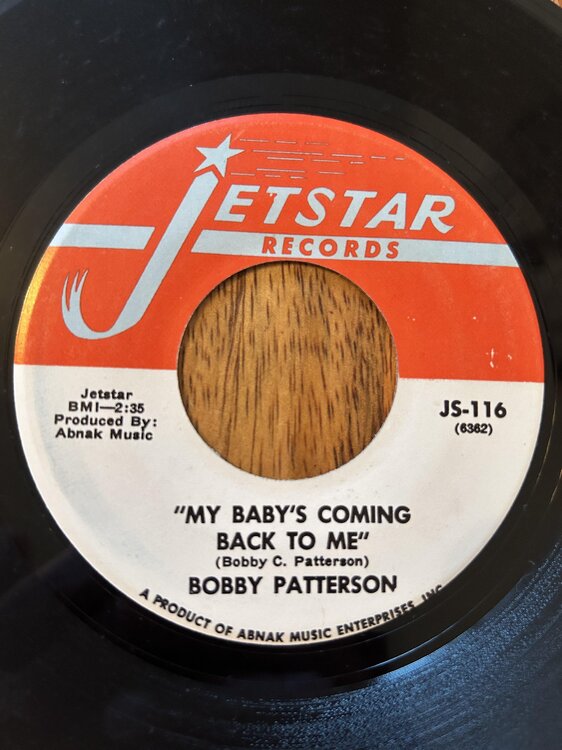 JETSTAR
RECORDS
Jetstar
BMI—2:35
Produced By:
Abnak Music
JS-116
(6362)
"MY BABY'S COMING
BACK TO ME"
(Bobby C. Patterson)
BOBBY PATTERSON
A PRODUCT OF ABNAK MUSIC ENTERPRISES, INC.